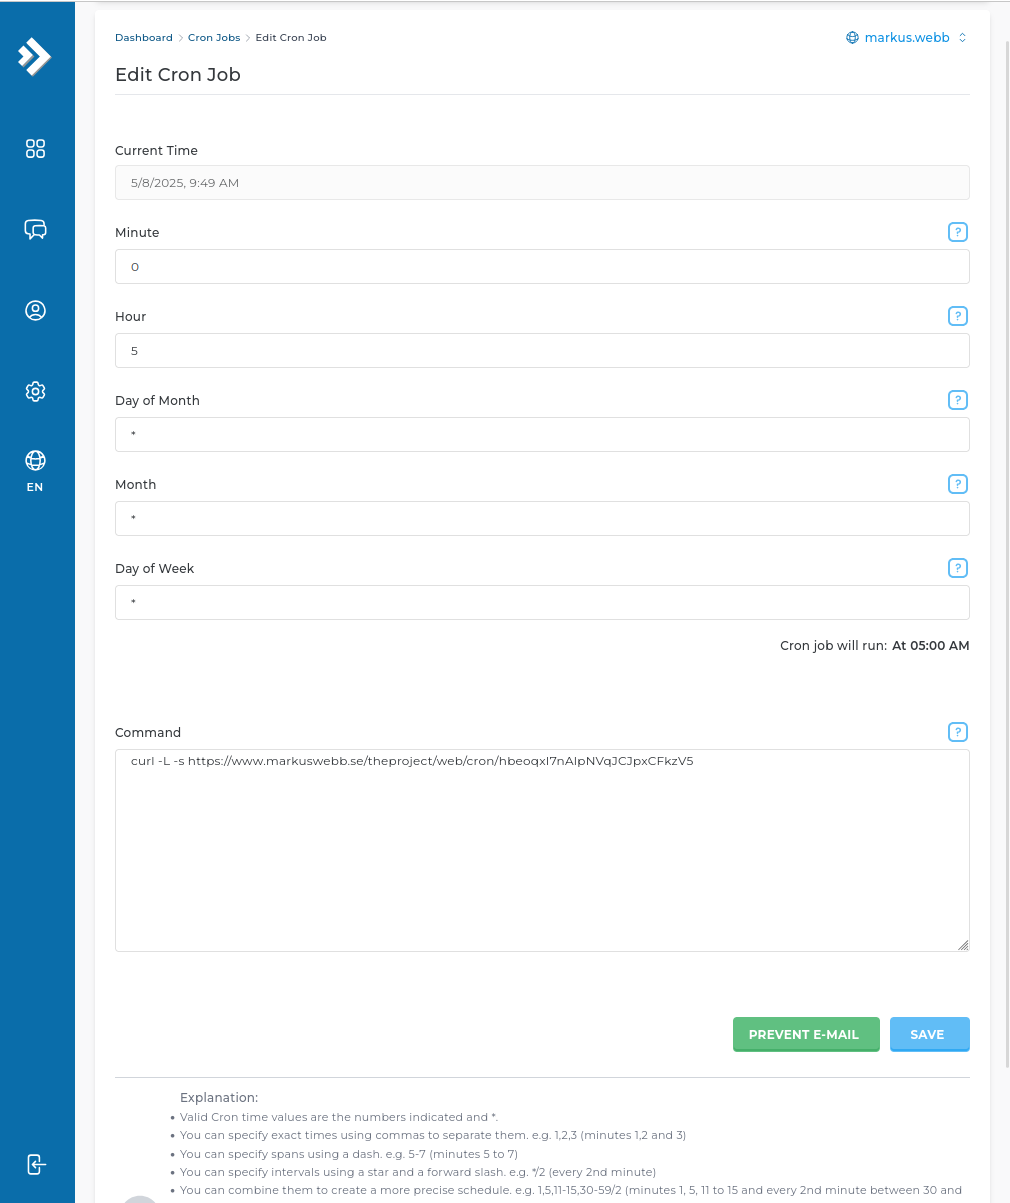 Dashboard > Cron Jobs > Edit Cron Job
markus.webb
Edit Cron Job
Current Time
5/8/2025, 9:49 AM
Minute ?
0
Hour ?
5
Day of Month ?
*
Month ?
*
Day of Week ?
*
EN
Cron job will run: At 05:00 AM
Command ?
curl -L -s https://www.markuswebb.se/theproject/web/cron/hbeoqxI7nAlpNVqJCJpxCFkzV5
PREVENT E-MAIL
SAVE
Explanation:
• Valid Cron time values are the numbers indicated and *.
• You can specify exact times using commas to separate them. e.g. 1,2,3 (minutes 1,2 and 3)
• You can specify spans using a dash. e.g. 5-7 (minutes 5 to 7)
• You can specify intervals using a star and a forward slash. e.g. */2 (every 2nd minute)
• You can combine them to create a more precise schedule. e.g. 1,5,11-15,30-59/2 (minutes 1, 5, 11 to 15 and every 2nd minute between 30 and